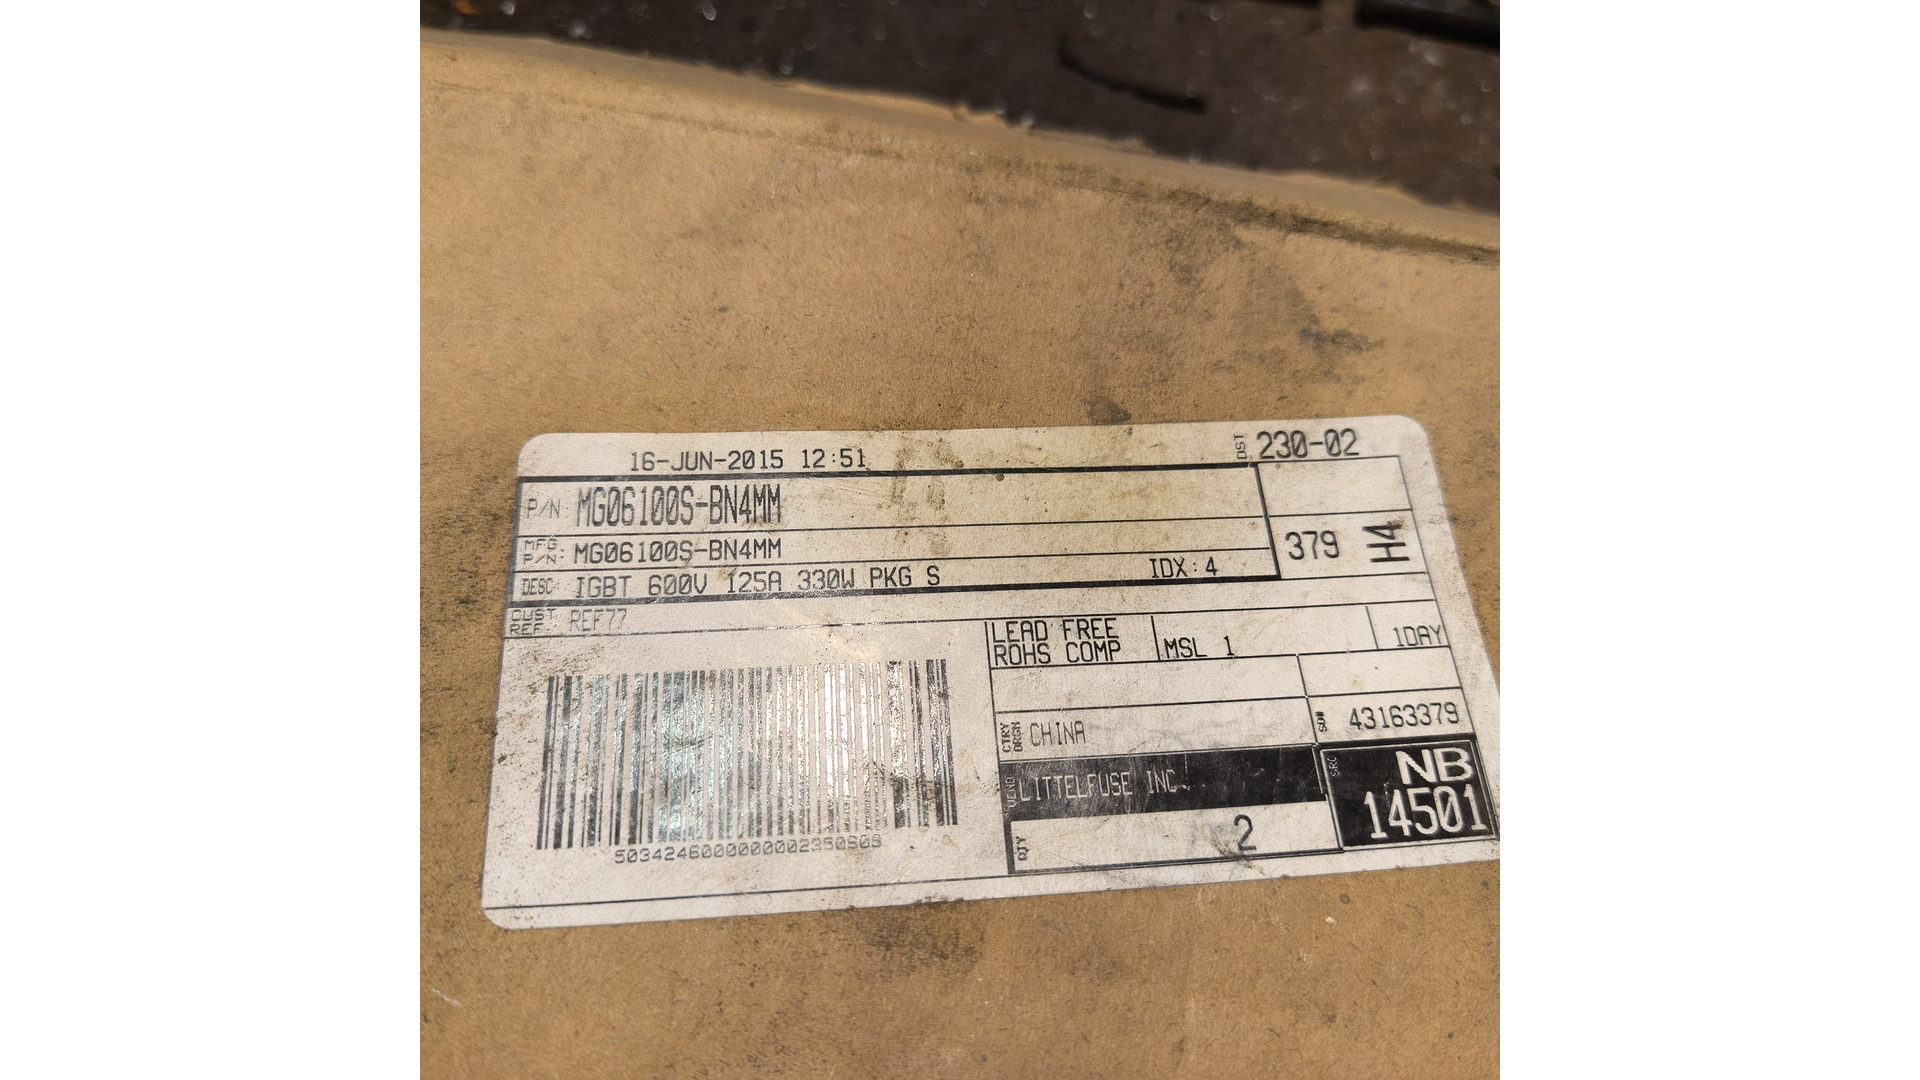 16-JUN-2015 12:51
DST 230-02
P/N MG06100S-BN4MM
MFG P/N: MG06100S-BN4MM
379 H4
DESC: IGBT 600V 125A 330W PKG S IDX:4
CUST REF: REF77
LEAD FREE
ROHS COMP
MSL 1
1DAY
CTRY ORGN CHINA
SO# 43163379
VEND LITTELFUSE INC.
SRC NB
14501
QTY 2